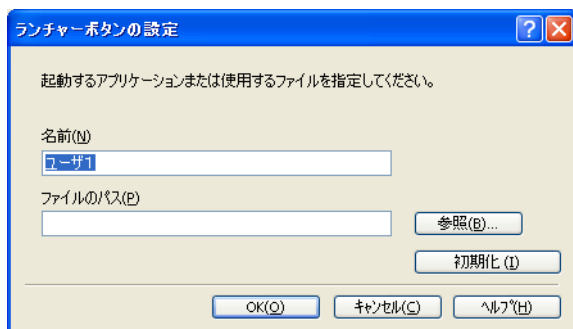 ランチャーボタンの設定
起動するアプリケーションまたは使用するファイルを指定してください。
名前(N)
ユーザ1
ファイルのパス(P)
参照(B)...
初期化(I)
OK(O) キャンセル(C) ヘルプ(H)